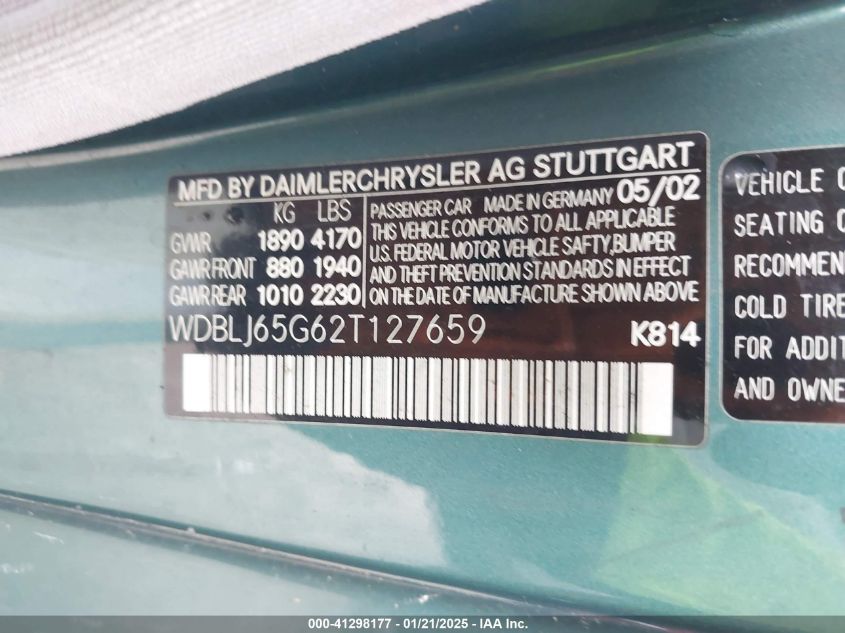 MFD BY DAIMLERCHRYSLER AG STUTTGART
KG LBS
GVWR 1890 4170
GAWR FRONT 880 1940
GAWR REAR 1010 2230
PASSENGER CAR MADE IN GERMANY 05/02
THIS VEHICLE CONFORMS TO ALL APPLICABLE
U.S. FEDERAL MOTOR VEHICLE SAFTY,BUMPER
AND THEFT PREVENTION STANDARDS IN EFFECT
ON THE DATE OF MANUFACTURE SHOWN ABOVE
WDBLJ65G62T127659 K814
VEHICLE
SEATING
RECOMMEN
COLD TIRE
FOR ADDIT
AND OWNE
000-41298177 - 01/21/2025 - IAA Inc.